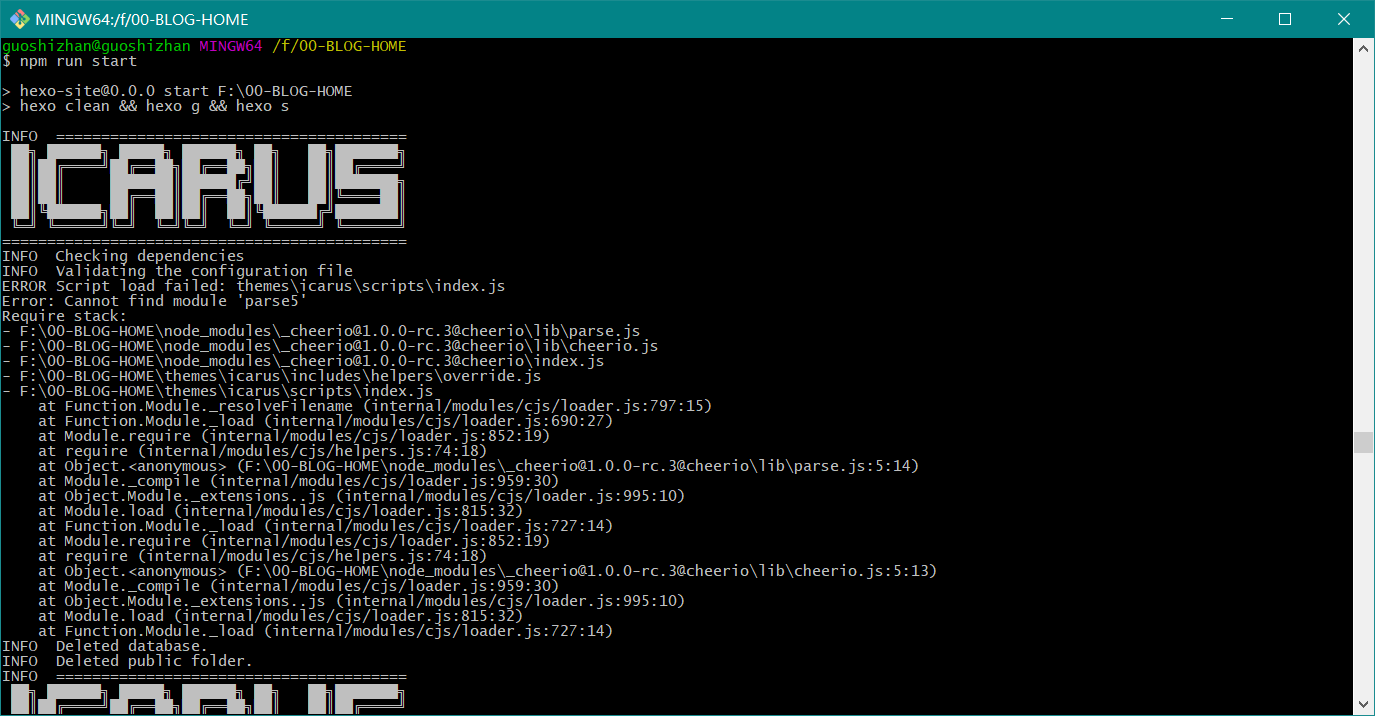 MINGW64:/f/00-BLOG-HOME
guoshizhan@guoshizhan MINGW64 /f/00-BLOG-HOME
$ npm run start
> hexo-site@0.0.0 start F:\00-BLOG-HOME
> hexo clean && hexo g && hexo s
INFO  =======================================
ICARUS
=============================================
INFO  Checking dependencies
INFO  Validating the configuration file
ERROR Script load failed: themes\icarus\scripts\index.js
Error: Cannot find module 'parse5'
Require stack:
- F:\00-BLOG-HOME\node_modules\_cheerio@1.0.0-rc.3@cheerio\lib\parse.js
- F:\00-BLOG-HOME\node_modules\_cheerio@1.0.0-rc.3@cheerio\lib\cheerio.js
- F:\00-BLOG-HOME\node_modules\_cheerio@1.0.0-rc.3@cheerio\index.js
- F:\00-BLOG-HOME\themes\icarus\includes\helpers\override.js
- F:\00-BLOG-HOME\themes\icarus\scripts\index.js
    at Function.Module._resolveFilename (internal/modules/cjs/loader.js:797:15)
    at Function.Module._load (internal/modules/cjs/loader.js:690:27)
    at Module.require (internal/modules/cjs/loader.js:852:19)
    at require (internal/modules/cjs/helpers.js:74:18)
    at Object.<anonymous> (F:\00-BLOG-HOME\node_modules\_cheerio@1.0.0-rc.3@cheerio\lib\parse.js:5:14)
    at Module._compile (internal/modules/cjs/loader.js:959:30)
    at Object.Module._extensions..js (internal/modules/cjs/loader.js:995:10)
    at Module.load (internal/modules/cjs/loader.js:815:32)
    at Function.Module._load (internal/modules/cjs/loader.js:727:14)
    at Module.require (internal/modules/cjs/loader.js:852:19)
    at require (internal/modules/cjs/helpers.js:74:18)
    at Object.<anonymous> (F:\00-BLOG-HOME\node_modules\_cheerio@1.0.0-rc.3@cheerio\lib\cheerio.js:5:13)
    at Module._compile (internal/modules/cjs/loader.js:959:30)
    at Object.Module._extensions..js (internal/modules/cjs/loader.js:995:10)
    at Module.load (internal/modules/cjs/loader.js:815:32)
    at Function.Module._load (internal/modules/cjs/loader.js:727:14)
INFO  Deleted database.
INFO  Deleted public folder.
INFO  =======================================